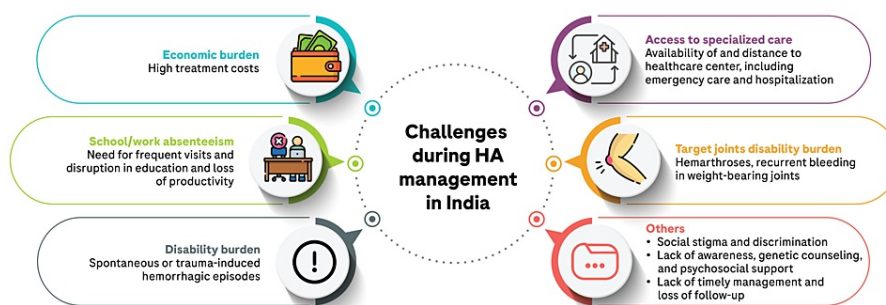 Economic burden
High treatment costs
School/work absenteeism
Need for frequent visits and
disruption in education and loss
of productivity
Disability burden
Spontaneous or trauma-induced
hemorrhagic episodes
Challenges
during HA
management
in India
Access to specialized care
Availability of and distance to
healthcare center, including
emergency care and hospitalization
Target joints disability burden
Hemarthroses, recurrent bleeding
in weight-bearing joints
Others
• Social stigma and discrimination
• Lack of awareness, genetic counseling,
and psychosocial support
• Lack of timely management and
loss of follow-up